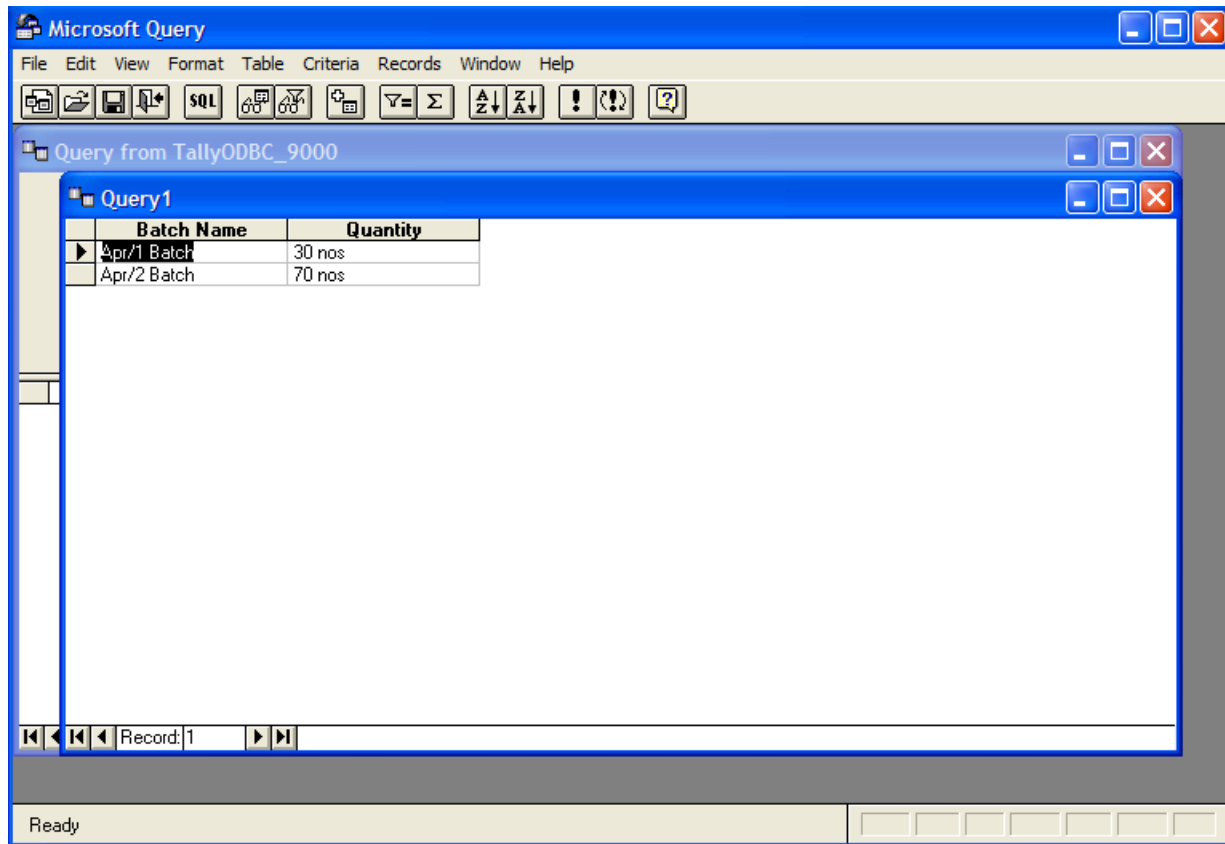 Microsoft Query
File Edit View Format Table Criteria Records Window Help
SQL
Query from TallyODBC_9000
Query1
Batch Name Quantity
Apr/1 Batch 30 nos
Apr/2 Batch 70 nos
Record: 1
Ready